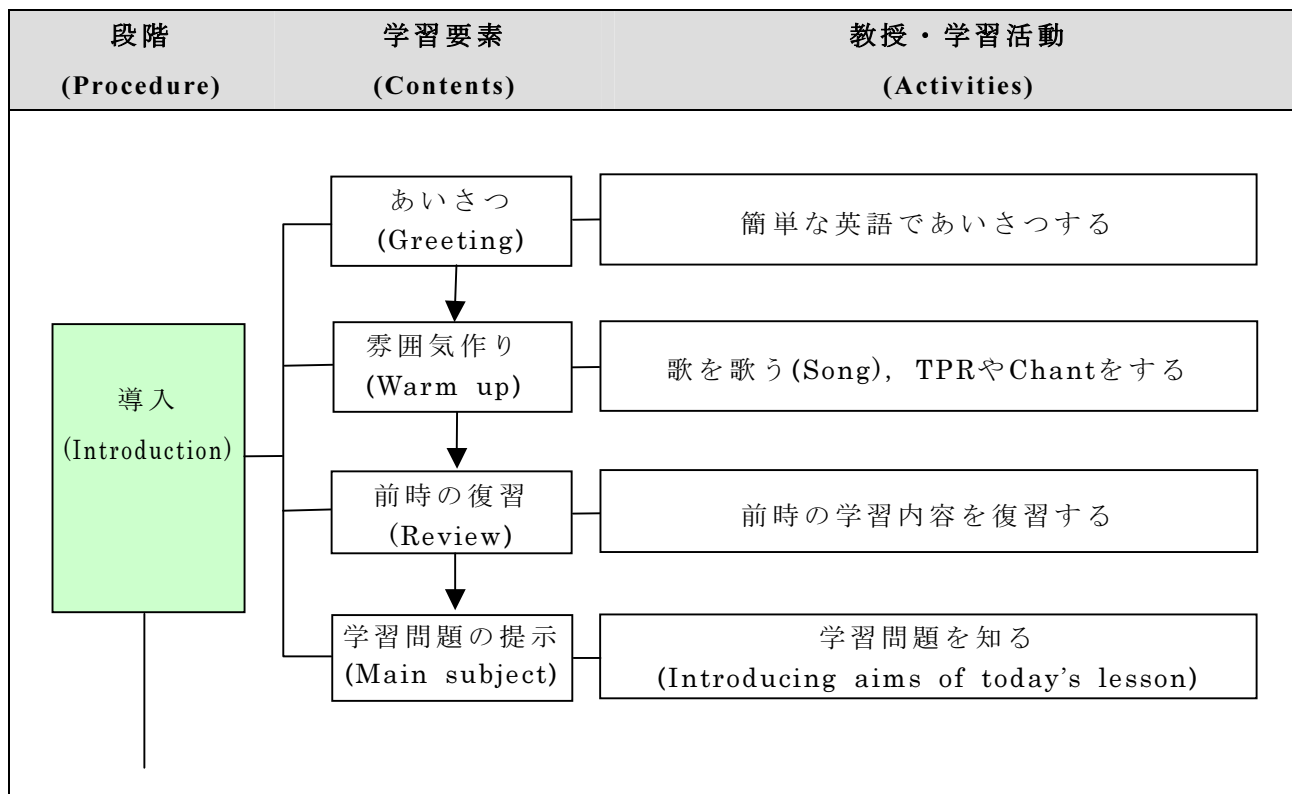 段階
(Procedure)
学習要素
(Contents)
教授・学習活動
(Activities)
あいさつ
(Greeting)
簡単な英語であいさつする
雰囲気作り
(Warm up)
歌を歌う(Song), TPRやChantをする
導入
(Introduction)
前時の復習
(Review)
前時の学習内容を復習する
学習問題の提示
(Main subject)
学習問題を知る
(Introducing aims of today's lesson)